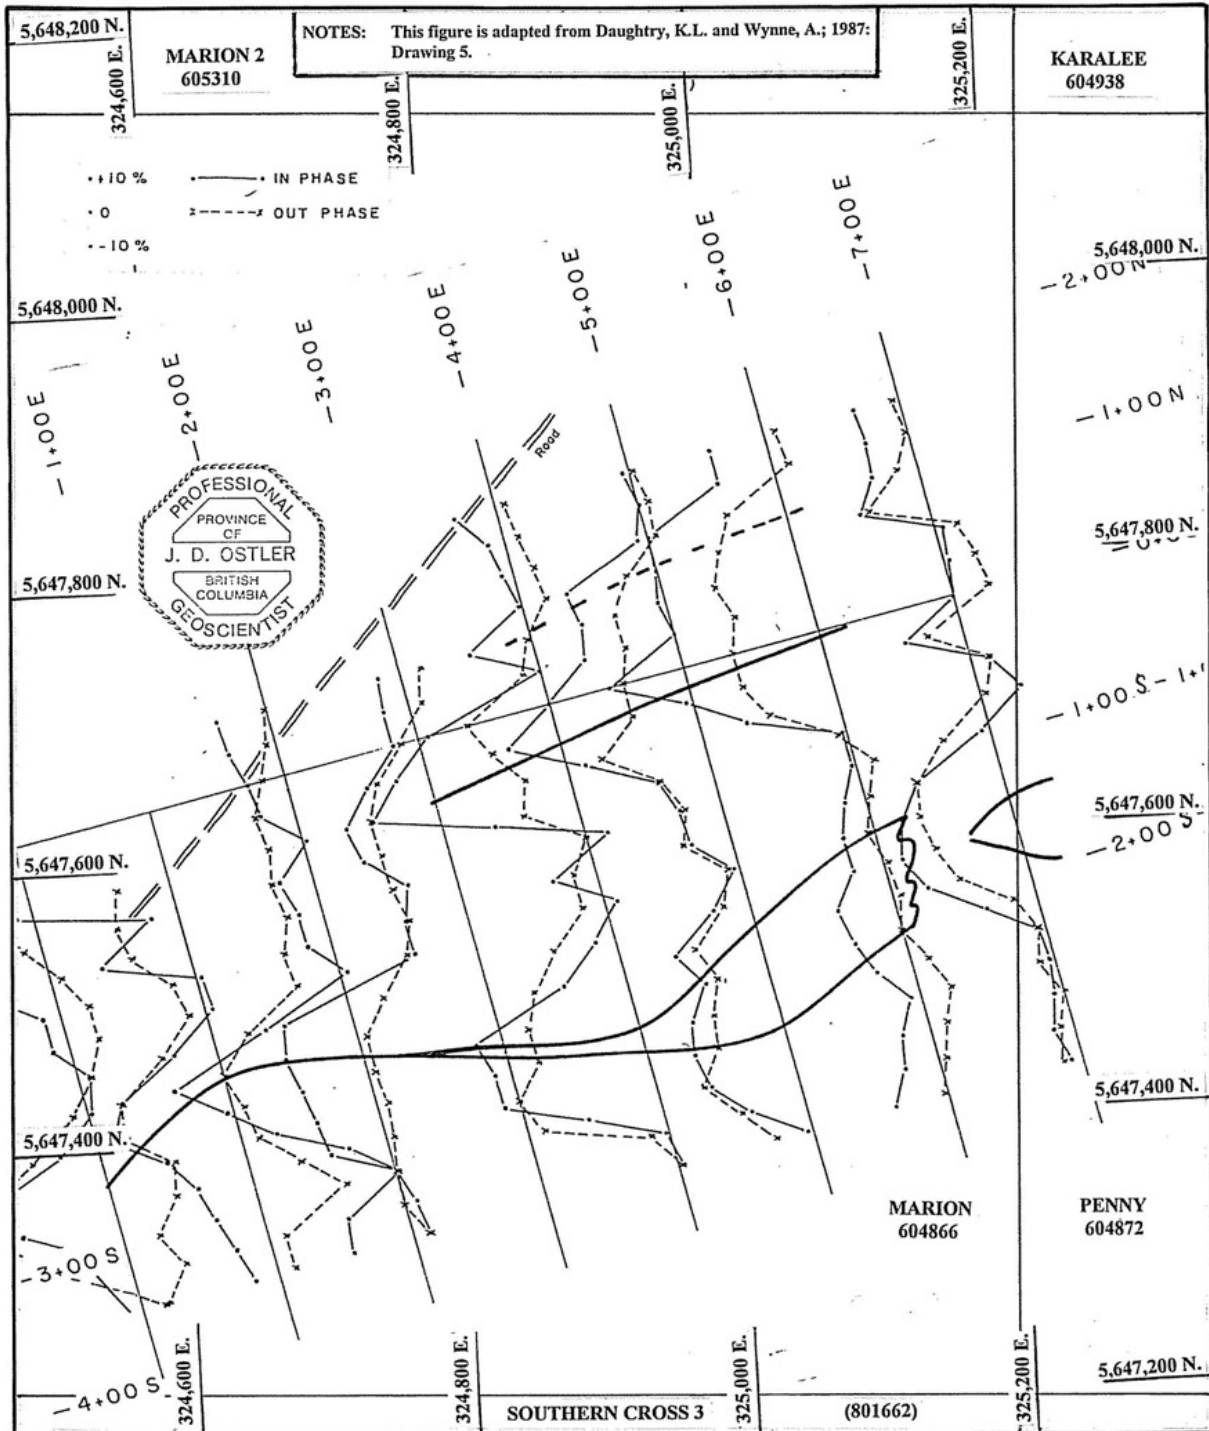 5,648,200 N.
324,600 E.
MARION 2
605310
NOTES: This figure is adapted from Daughtry, K.L. and Wynne, A.; 1987:
Drawing 5.
324,800 E.
325,000 E.
325,200 E.
KARALEE
604938
+10 %
IN PHASE
0
OUT PHASE
-10 %
5,648,000 N.
5,648,000 N.
1+00 E
2+00 E
3+00 E
4+00 E
5+00 E
6+00 E
7+00 E
2+00 N
1+00 N
Road
PROFESSIONAL
PROVINCE
OF
J. D. OSTLER
BRITISH
COLUMBIA
GEOSCIENTIST
5,647,800 N.
5,647,800 N.
1+00 S
5,647,600 N.
2+00 S
5,647,600 N.
5,647,400 N.
5,647,400 N.
MARION
604866
PENNY
604872
3+00 S
4+00 S
324,600 E.
324,800 E.
325,000 E.
325,200 E.
5,647,200 N.
SOUTHERN CROSS 3 (801662)